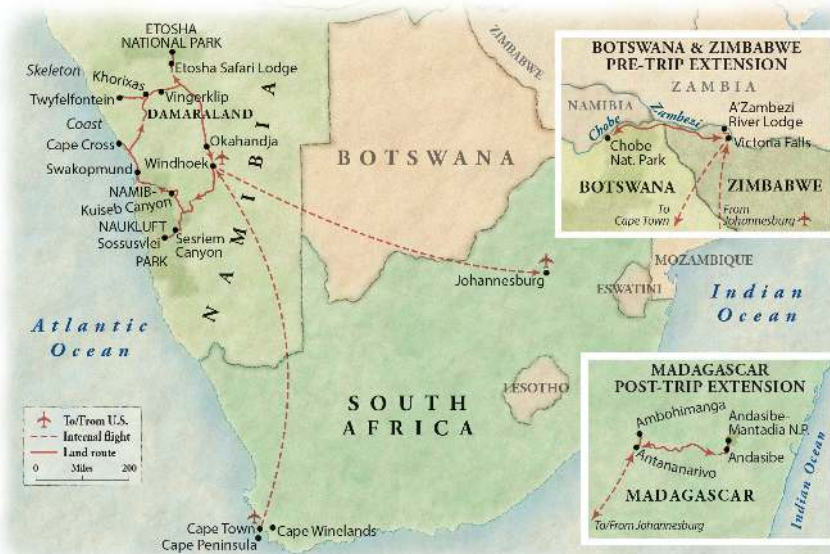 ETOSHA
NATIONAL PARK
Etosha Safari Lodge
Skeleton
Coast
Khorixas
Twyfelfontein
Vingerklip
DAMARALAND
Cape Cross
Okahandja
Swakopmund
Windhoek
NAMIB-
Kuiseb Canyon
NAUKLUFT
Sossusvlei
Sesriem
Canyon
PARK
NAMIBIA
BOTSWANA
ZIMBABWE
Johannesburg
MOZAMBIQUE
ESWATINI
LESOTHO
SOUTH
AFRICA
Atlantic
Ocean
Indian
Ocean
To/From U.S.
Internal flight
Land route
0 Miles 200
Cape Town
Cape Winelands
Cape Peninsula
BOTSWANA & ZIMBABWE
PRE-TRIP EXTENSION
ZAMBIA
NAMIBIA
Chobe
Zambezi
A'Zambezi
River Lodge
Victoria Falls
Chobe
Nat. Park
BOTSWANA
ZIMBABWE
To
Cape Town
From
Johannesburg
MADAGASCAR
POST-TRIP EXTENSION
Ambohimanga
Andasibe-
Mantadia N.P.
Antananarivo
Andasibe
MADAGASCAR
To/From Johannesburg
Indian Ocean